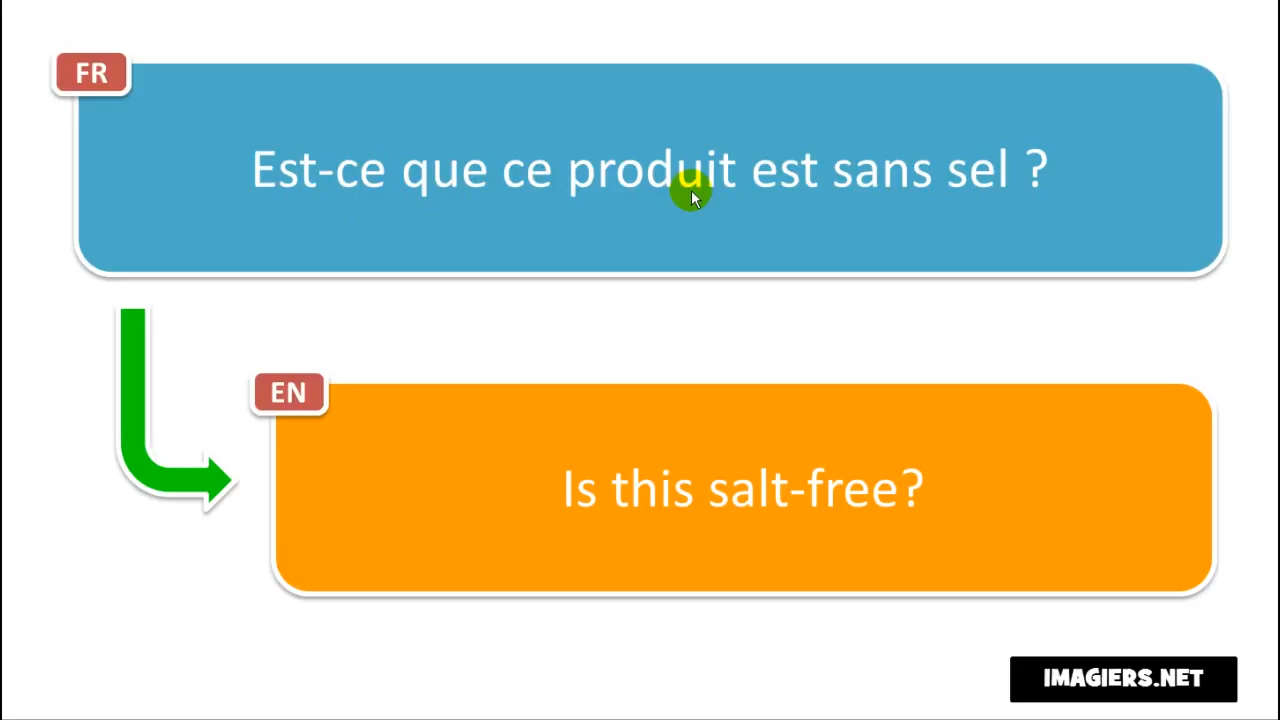 FR
Est-ce que ce produit est sans sel ?
EN
Is this salt-free?
IMAGIERS.NET